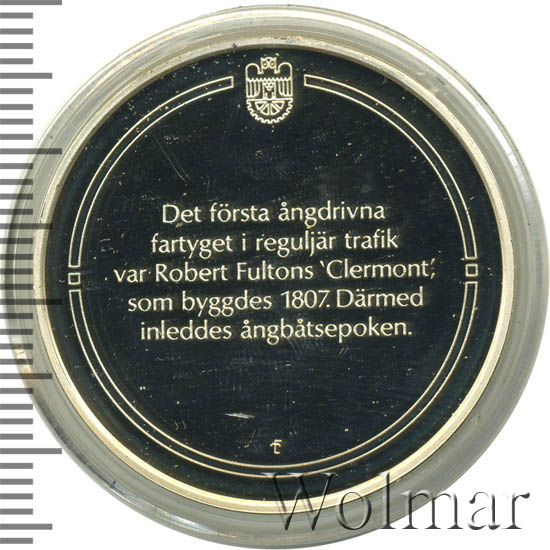 Det första ångdrivna
fartyget i reguljär trafik
var Robert Fultons 'Clermont',
som byggdes 1807. Därmed
inleddes ångbåtsepoken.
Wolmar